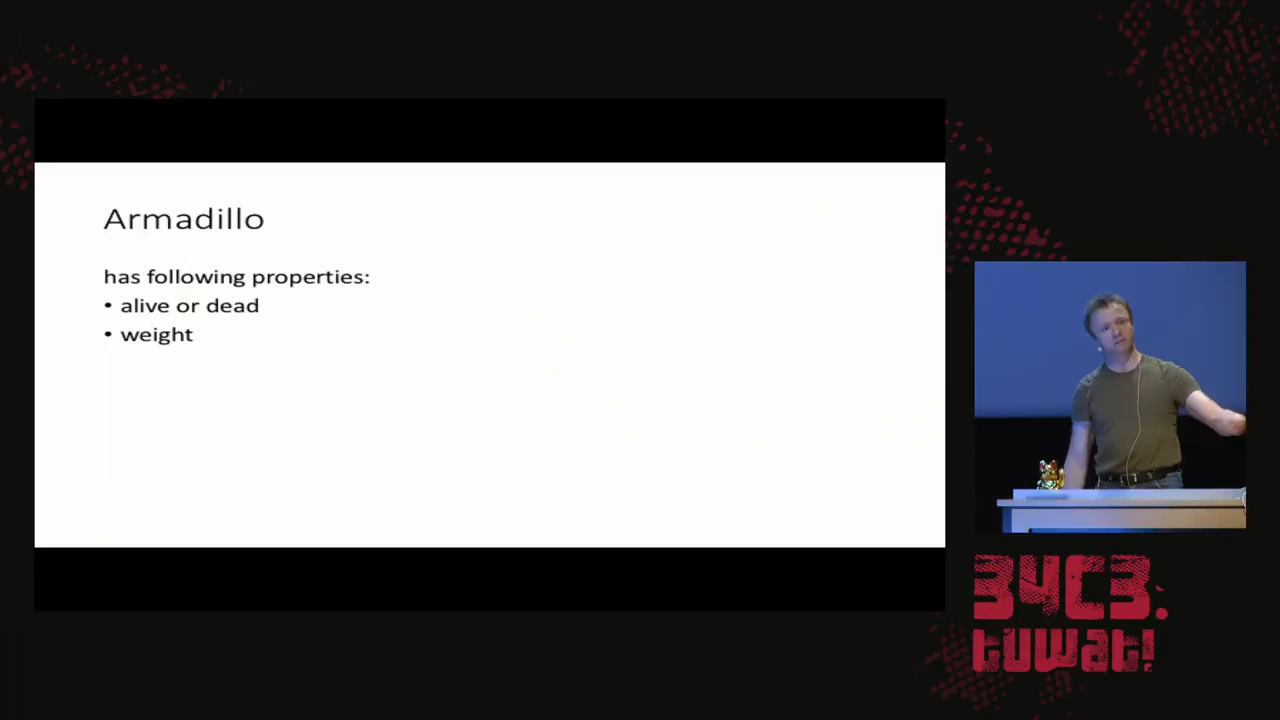 Armadillo
has following properties:
• alive or dead
• weight
34C3.
tuwat!